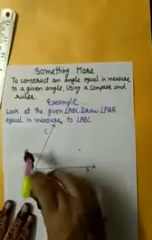 Something More
To construct an angle equal in measure
to a given angle, using a compass and
ruler.
Example
Look at the given ∠ABC. Draw ∠PQR
equal in measure to ∠ABC
C